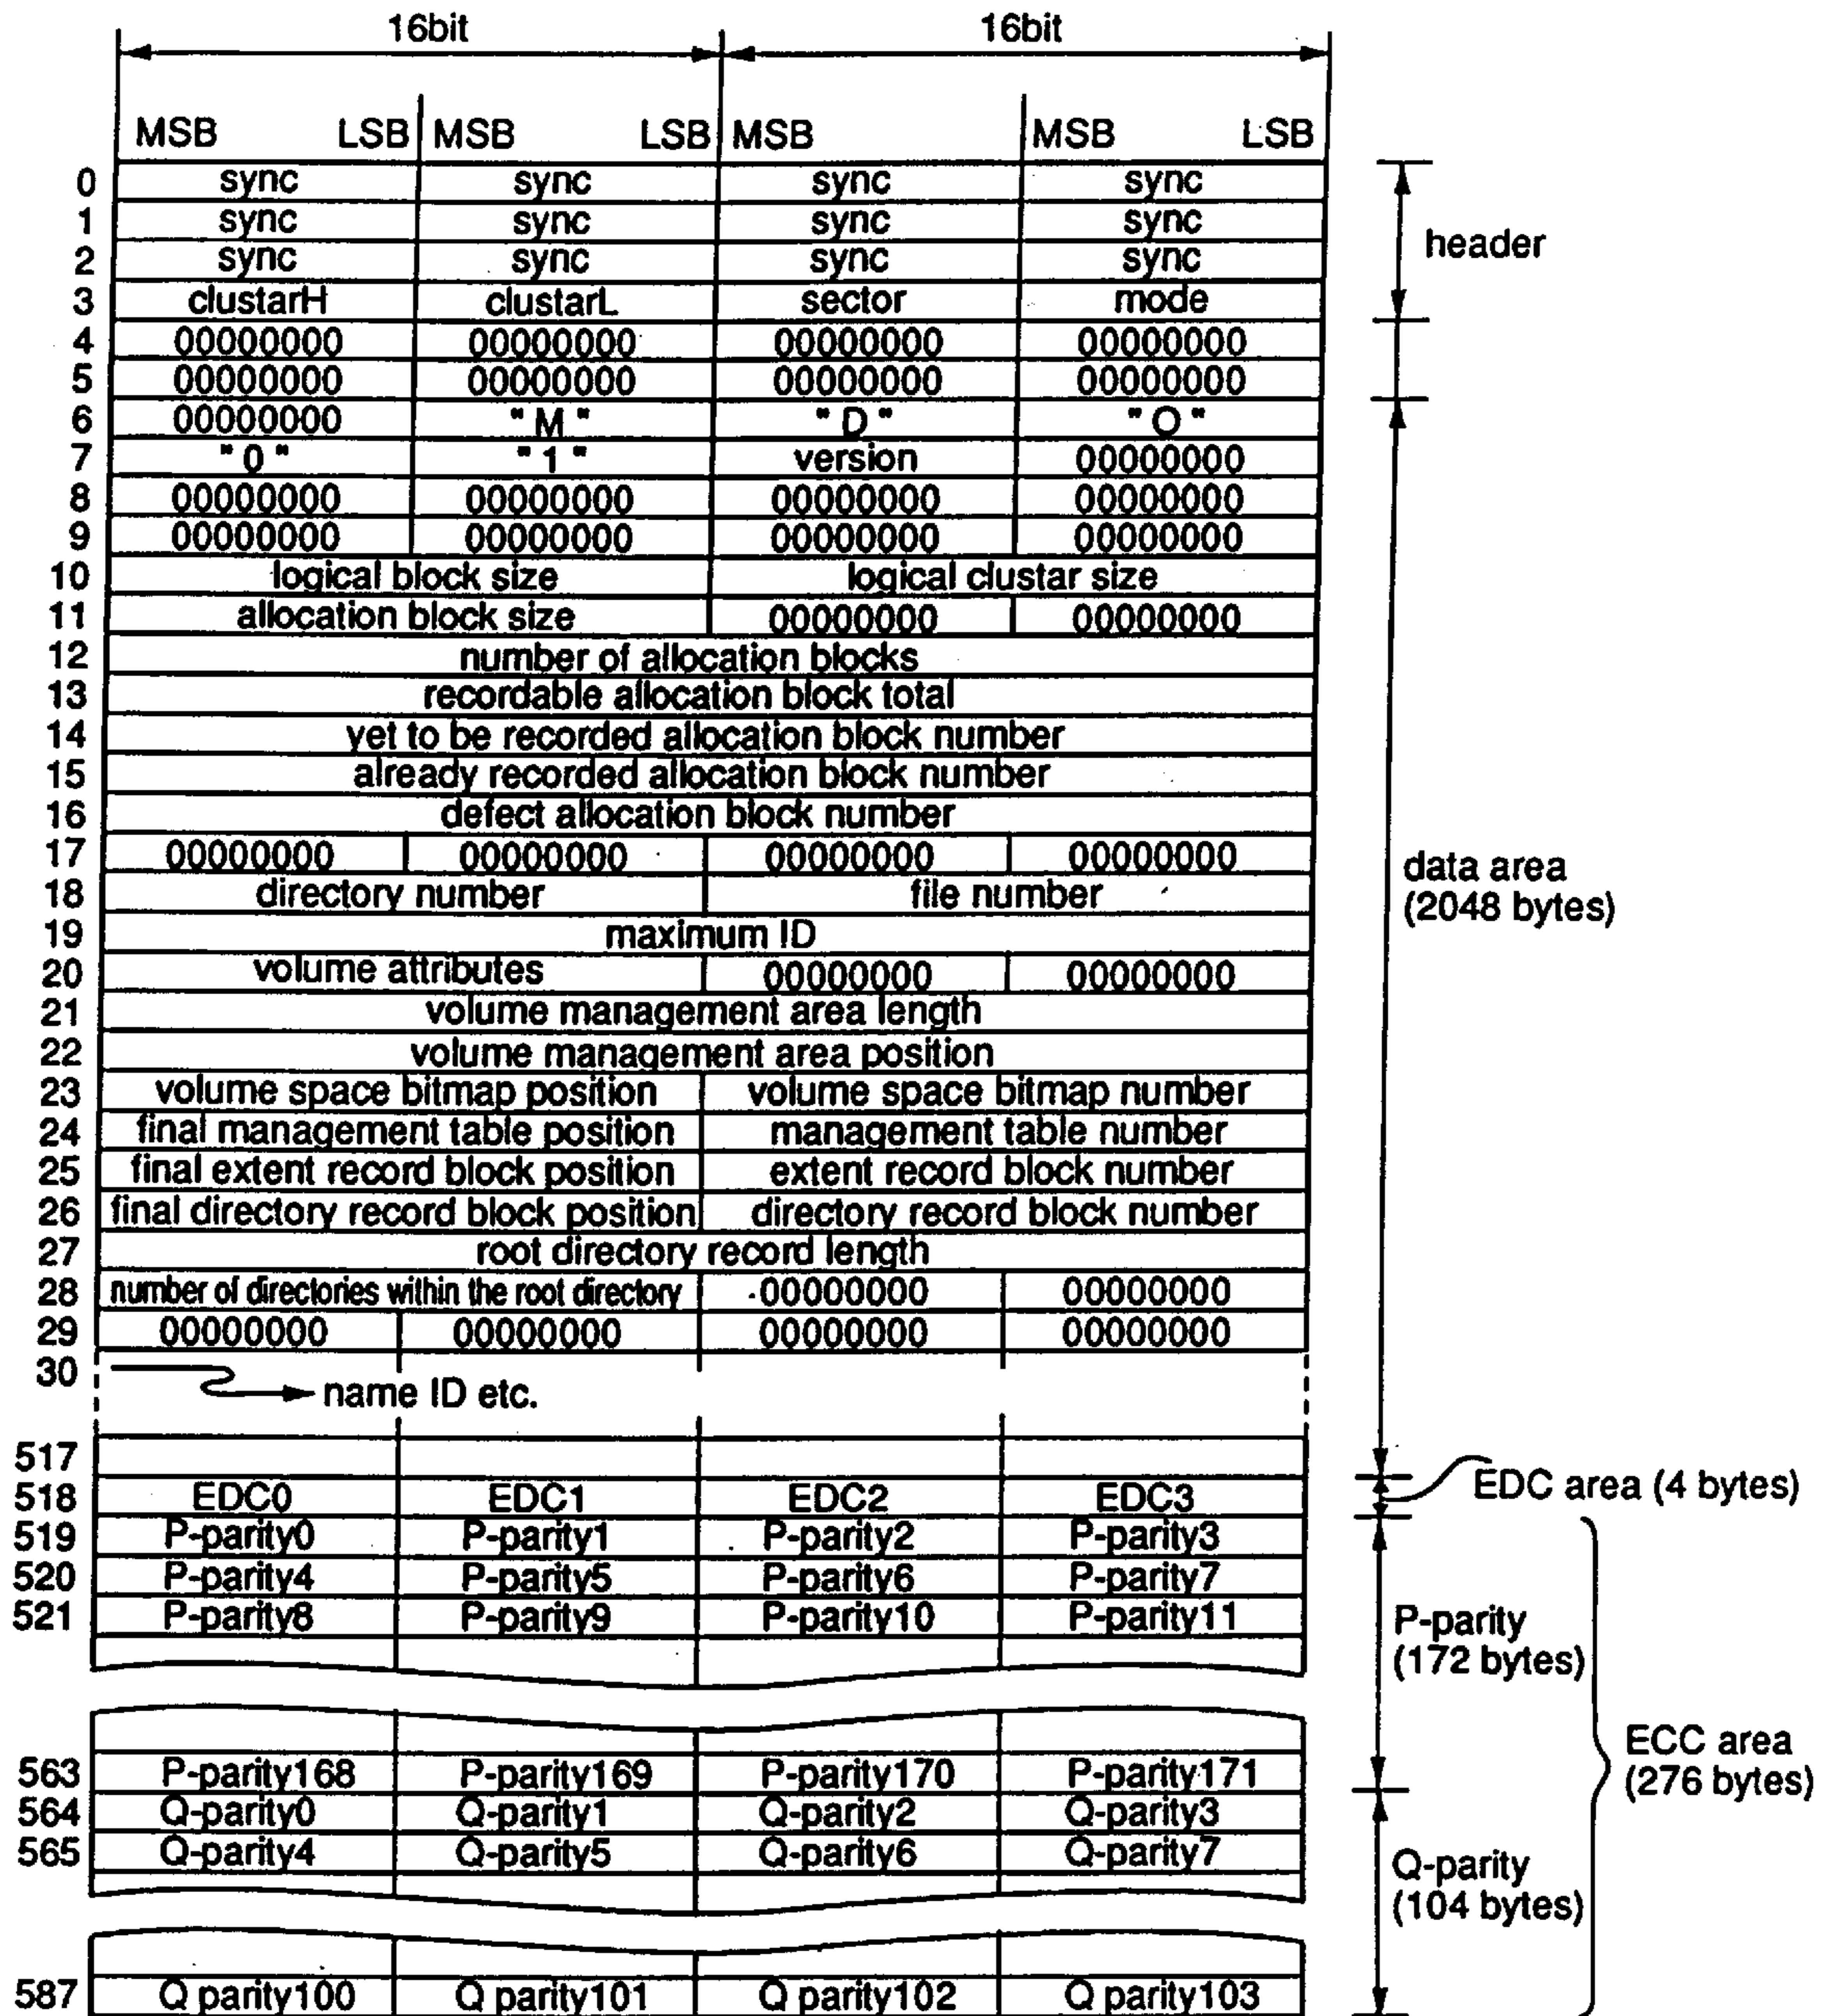 16bit 16bit
MSB LSB MSB LSB MSB MSB LSB
0 sync sync sync sync
1 sync sync sync sync
2 sync sync sync sync
header
3 clustarH clustarL sector mode
4 00000000 00000000 00000000 00000000
5 00000000 00000000 00000000 00000000
6 00000000 "M" "D" "O"
7 "0" "1" version 00000000
8 00000000 00000000 00000000 00000000
9 00000000 00000000 00000000 00000000
10 logical block size logical clustar size
11 allocation block size 00000000 00000000
12 number of allocation blocks
13 recordable allocation block total
14 yet to be recorded allocation block number
15 already recorded allocation block number
16 defect allocation block number
17 00000000 00000000 00000000 00000000
data area
(2048 bytes)
18 directory number file number
19 maximum ID
20 volume attributes 00000000 00000000
21 volume management area length
22 volume management area position
23 volume space bitmap position volume space bitmap number
24 final management table position management table number
25 final extent record block position extent record block number
26 final directory record block position directory record block number
27 root directory record length
28 number of directories within the root directory 00000000 00000000
29 00000000 00000000 00000000 00000000
30 name ID etc.
517
EDC area (4 bytes)
518 EDC0 EDC1 EDC2 EDC3
519 P-parity0 P-parity1 P-parity2 P-parity3
520 P-parity4 P-parity5 P-parity6 P-parity7
521 P-parity8 P-parity9 P-parity10 P-parity11
P-parity
(172 bytes)
563 P-parity168 P-parity169 P-parity170 P-parity171
ECC area
(276 bytes)
564 Q-parity0 Q-parity1 Q-parity2 Q-parity3
565 Q-parity4 Q-parity5 Q-parity6 Q-parity7
Q-parity
(104 bytes)
587 Q parity100 Q parity101 Q parity102 Q parity103